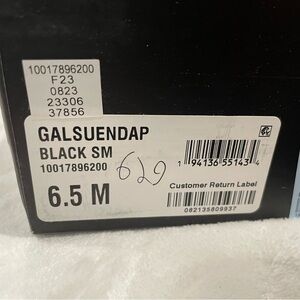 10017896200
F23
0823
23306
37856
GALSUENDAP
BLACK SM
10017896200
629
1 94136 55143 4
6.5 M
Customer Return Label
082135809937